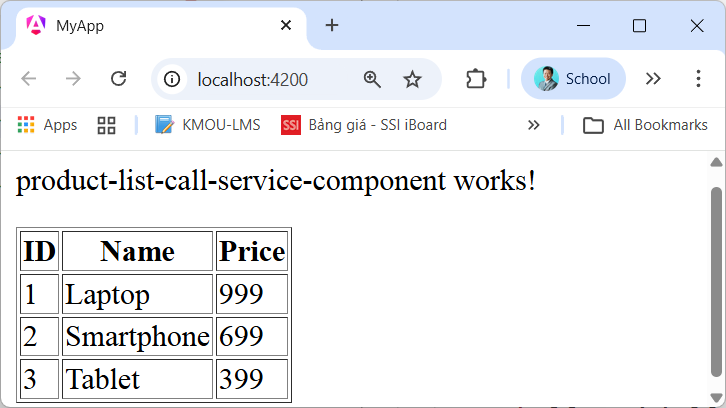 MyApp
localhost:4200
School
Apps
KMOU-LMS
SSI
Bảng giá - SSI iBoard
All Bookmarks
product-list-call-service-component works!
ID Name Price
1 Laptop 999
2 Smartphone 699
3 Tablet 399